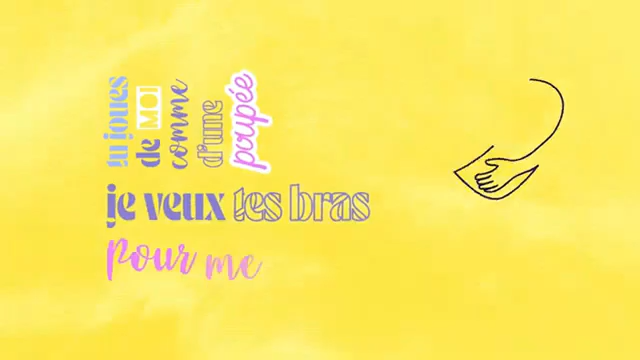 tu joues
de MOI
comme
d'une
poupée
je veux tes bras
pour me